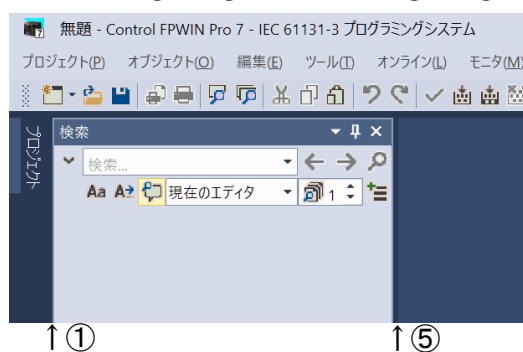 無題 - Control FPWIN Pro 7 - IEC 61131-3 プログラミングシステム
プロジェクト(P) オブジェクト(O) 編集(E) ツール(T) オンライン(L) モニタ(M)
プロジェクト
検索
検索...
Aa A 現在のエディタ 1
↑① ↑⑤